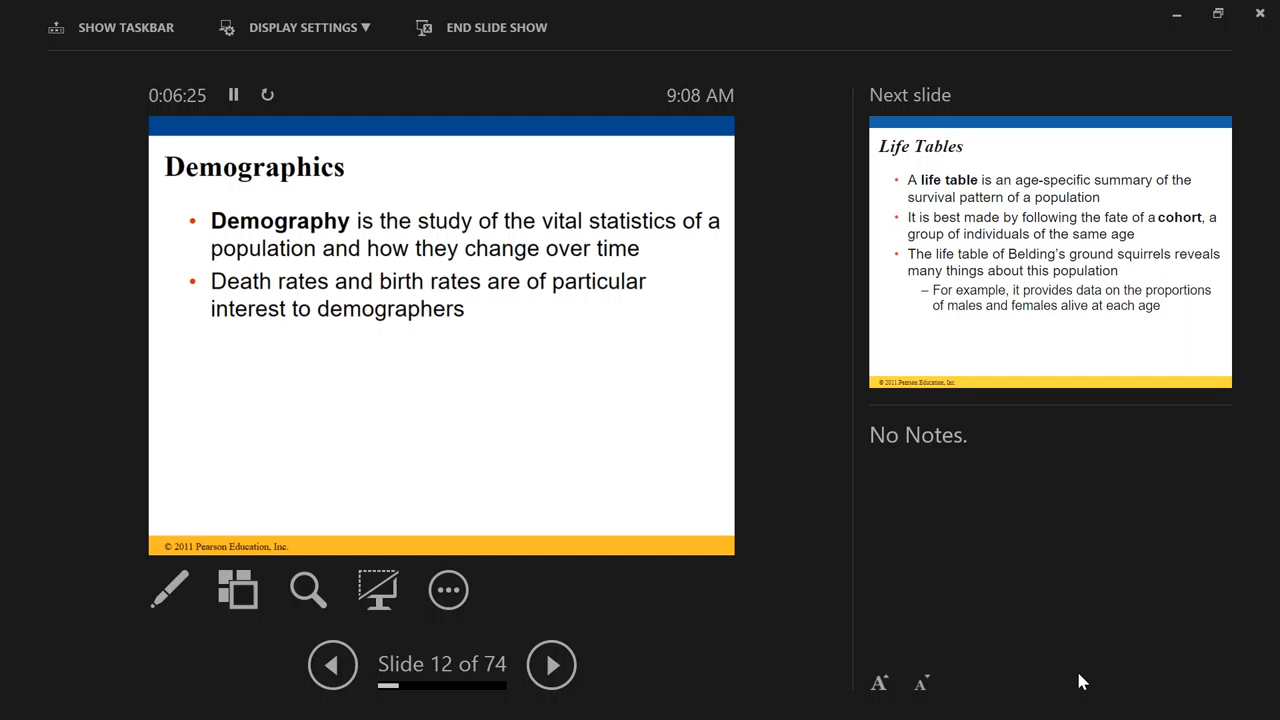 SHOW TASKBAR
DISPLAY SETTINGS ▼
END SLIDE SHOW
0:06:25
9:08 AM
Demographics
• Demography is the study of the vital statistics of a
population and how they change over time
• Death rates and birth rates are of particular
interest to demographers
© 2011 Pearson Education, Inc.
Slide 12 of 74
Next slide
Life Tables
• A life table is an age-specific summary of the
survival pattern of a population
• It is best made by following the fate of a cohort, a
group of individuals of the same age
• The life table of Belding's ground squirrels reveals
many things about this population
– For example, it provides data on the proportions
of males and females alive at each age
© 2011 Pearson Education, Inc.
No Notes.
A A